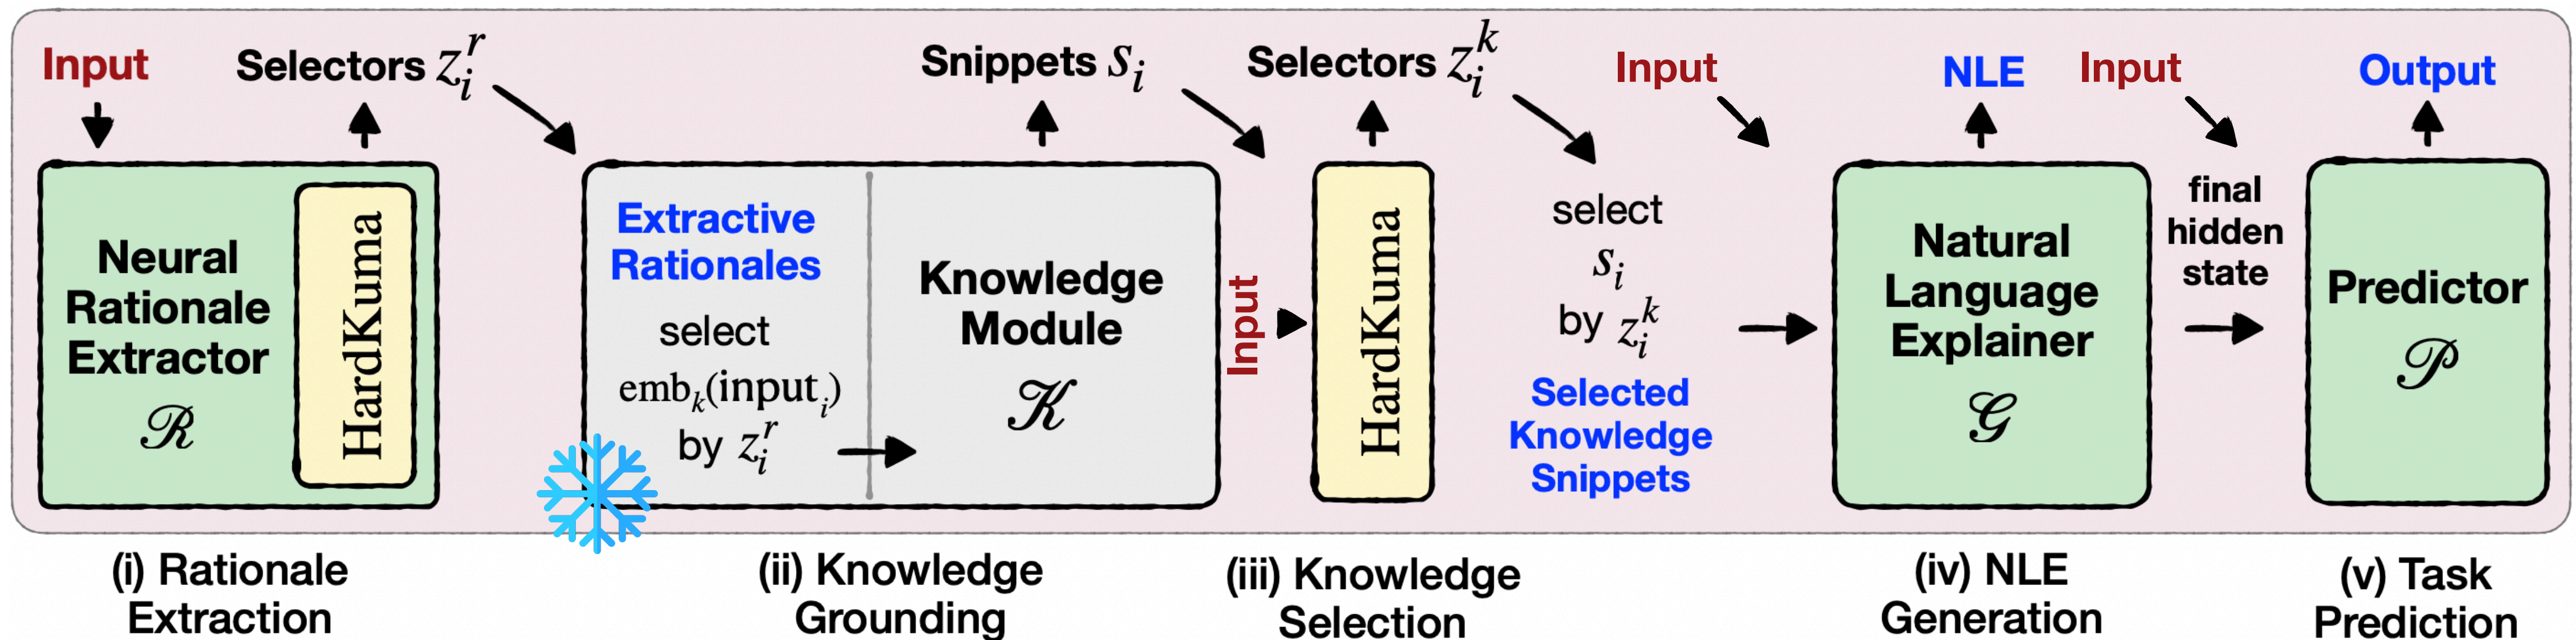 Input
Selectors z_i^r
Neural
Rationale
Extractor
ℛ
HardKuma
(i) Rationale
Extraction
Extractive
Rationales
select
emb_k(input_i)
by z_i^r
Snippets s_i
Knowledge
Module
𝒦
(ii) Knowledge
Grounding
Input
Selectors z_i^k
HardKuma
(iii) Knowledge
Selection
select
s_i
by z_i^k
Selected
Knowledge
Snippets
Input
NLE
Natural
Language
Explainer
𝒢
(iv) NLE
Generation
Input
final
hidden
state
Output
Predictor
𝒫
(v) Task
Prediction